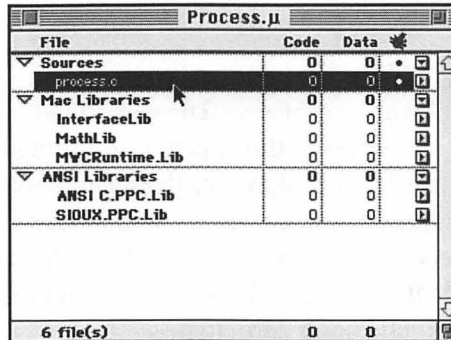 Process.µ
File Code Data
Sources 0 0
process.c 0 0
Mac Libraries 0 0
InterfaceLib 0 0
MathLib 0 0
MWCRuntime.Lib 0 0
ANSI Libraries 0 0
ANSI C.PPC.Lib 0 0
SIOUX.PPC.Lib 0 0
6 file(s) 0 0